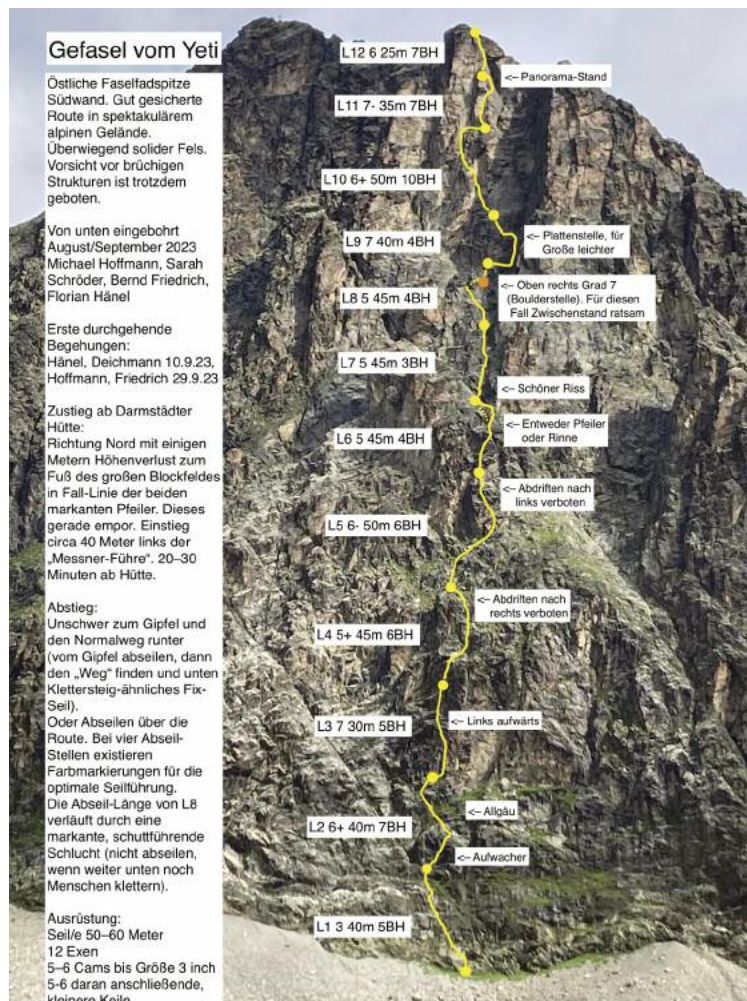 Gefasel vom Yeti
Östliche Faselfadspitze
Südwand. Gut gesicherte
Route in spektakulärem
alpinen Gelände.
Überwiegend solider Fels.
Vorsicht vor brüchigen
Strukturen ist trotzdem
geboten.
Von unten eingebohrt
August/September 2023
Michael Hoffmann, Sarah
Schröder, Bernd Friedrich,
Florian Hänel
Erste durchgehende
Begehungen:
Hänel, Deichmann 10.9.23,
Hoffmann, Friedrich 29.9.23
Zustieg ab Darmstädter
Hütte:
Richtung Nord mit einigen
Metern Höhenverlust zum
Fuß des großen Blockfeldes
in Fall-Linie der beiden
markanten Pfeiler. Dieses
gerade empor. Einstieg
circa 40 Meter links der
„Messner-Führe“. 20–30
Minuten ab Hütte.
Abstieg:
Unschwer zum Gipfel und
den Normalweg runter
(vom Gipfel abseilen, dann
den „Weg“ finden und unten
Klettersteig-ähnliches Fix-
Seil).
Oder Abseilen über die
Route. Bei vier Abseil-
Stellen existieren
Farbmarkierungen für die
optimale Seilführung.
Die Abseil-Länge von L8
verläuft durch eine
markante, schuttführende
Schlucht (nicht abseilen,
wenn weiter unten noch
Menschen klettern).
Ausrüstung:
Seil/e 50–60 Meter
12 Exen
5–6 Cams bis Größe 3 inch
5-6 daran anschließende,
kleinere Keile
L12 6 25m 7BH
<– Panorama-Stand
L11 7- 35m 7BH
L10 6+ 50m 10BH
<– Plattenstelle, für
Große leichter
L9 7 40m 4BH
<– Oben rechts Grad 7
(Boulderstelle). Für diesen
Fall Zwischenstand ratsam
L8 5 45m 4BH
L7 5 45m 3BH
<– Schöner Riss
<– Entweder Pfeiler
oder Rinne
L6 5 45m 4BH
<– Abdriften nach
links verboten
L5 6- 50m 6BH
<– Abdriften nach
rechts verboten
L4 5+ 45m 6BH
<– Links aufwärts
L3 7 30m 5BH
<– Allgäu
L2 6+ 40m 7BH
<– Aufwacher
L1 3 40m 5BH